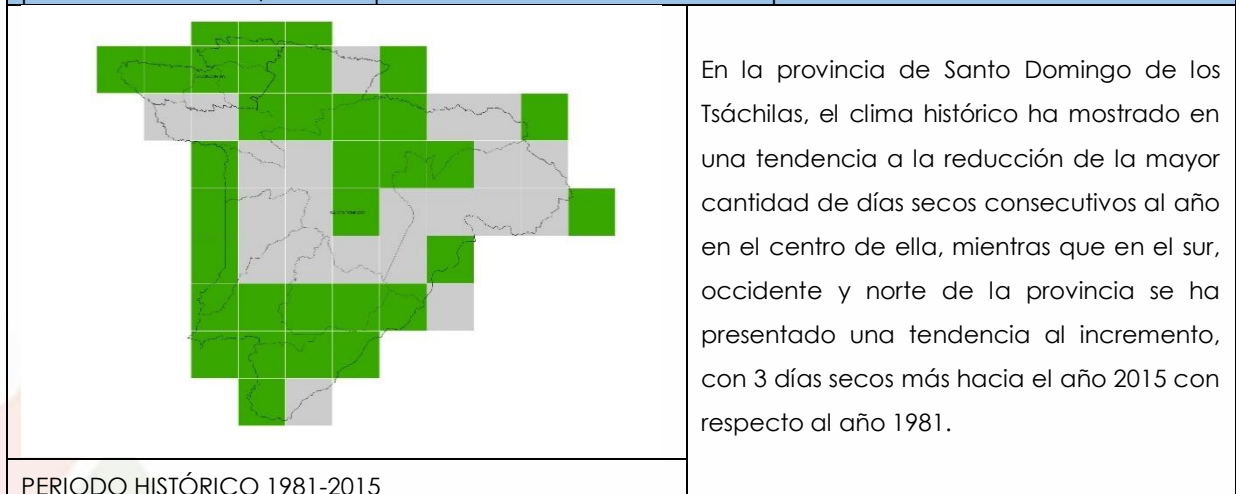 En la provincia de Santo Domingo de los
Tsáchilas, el clima histórico ha mostrado en
una tendencia a la reducción de la mayor
cantidad de días secos consecutivos al año
en el centro de ella, mientras que en el sur,
occidente y norte de la provincia se ha
presentado una tendencia al incremento,
con 3 días secos más hacia el año 2015 con
respecto al año 1981.
PERIODO HISTÓRICO 1981-2015